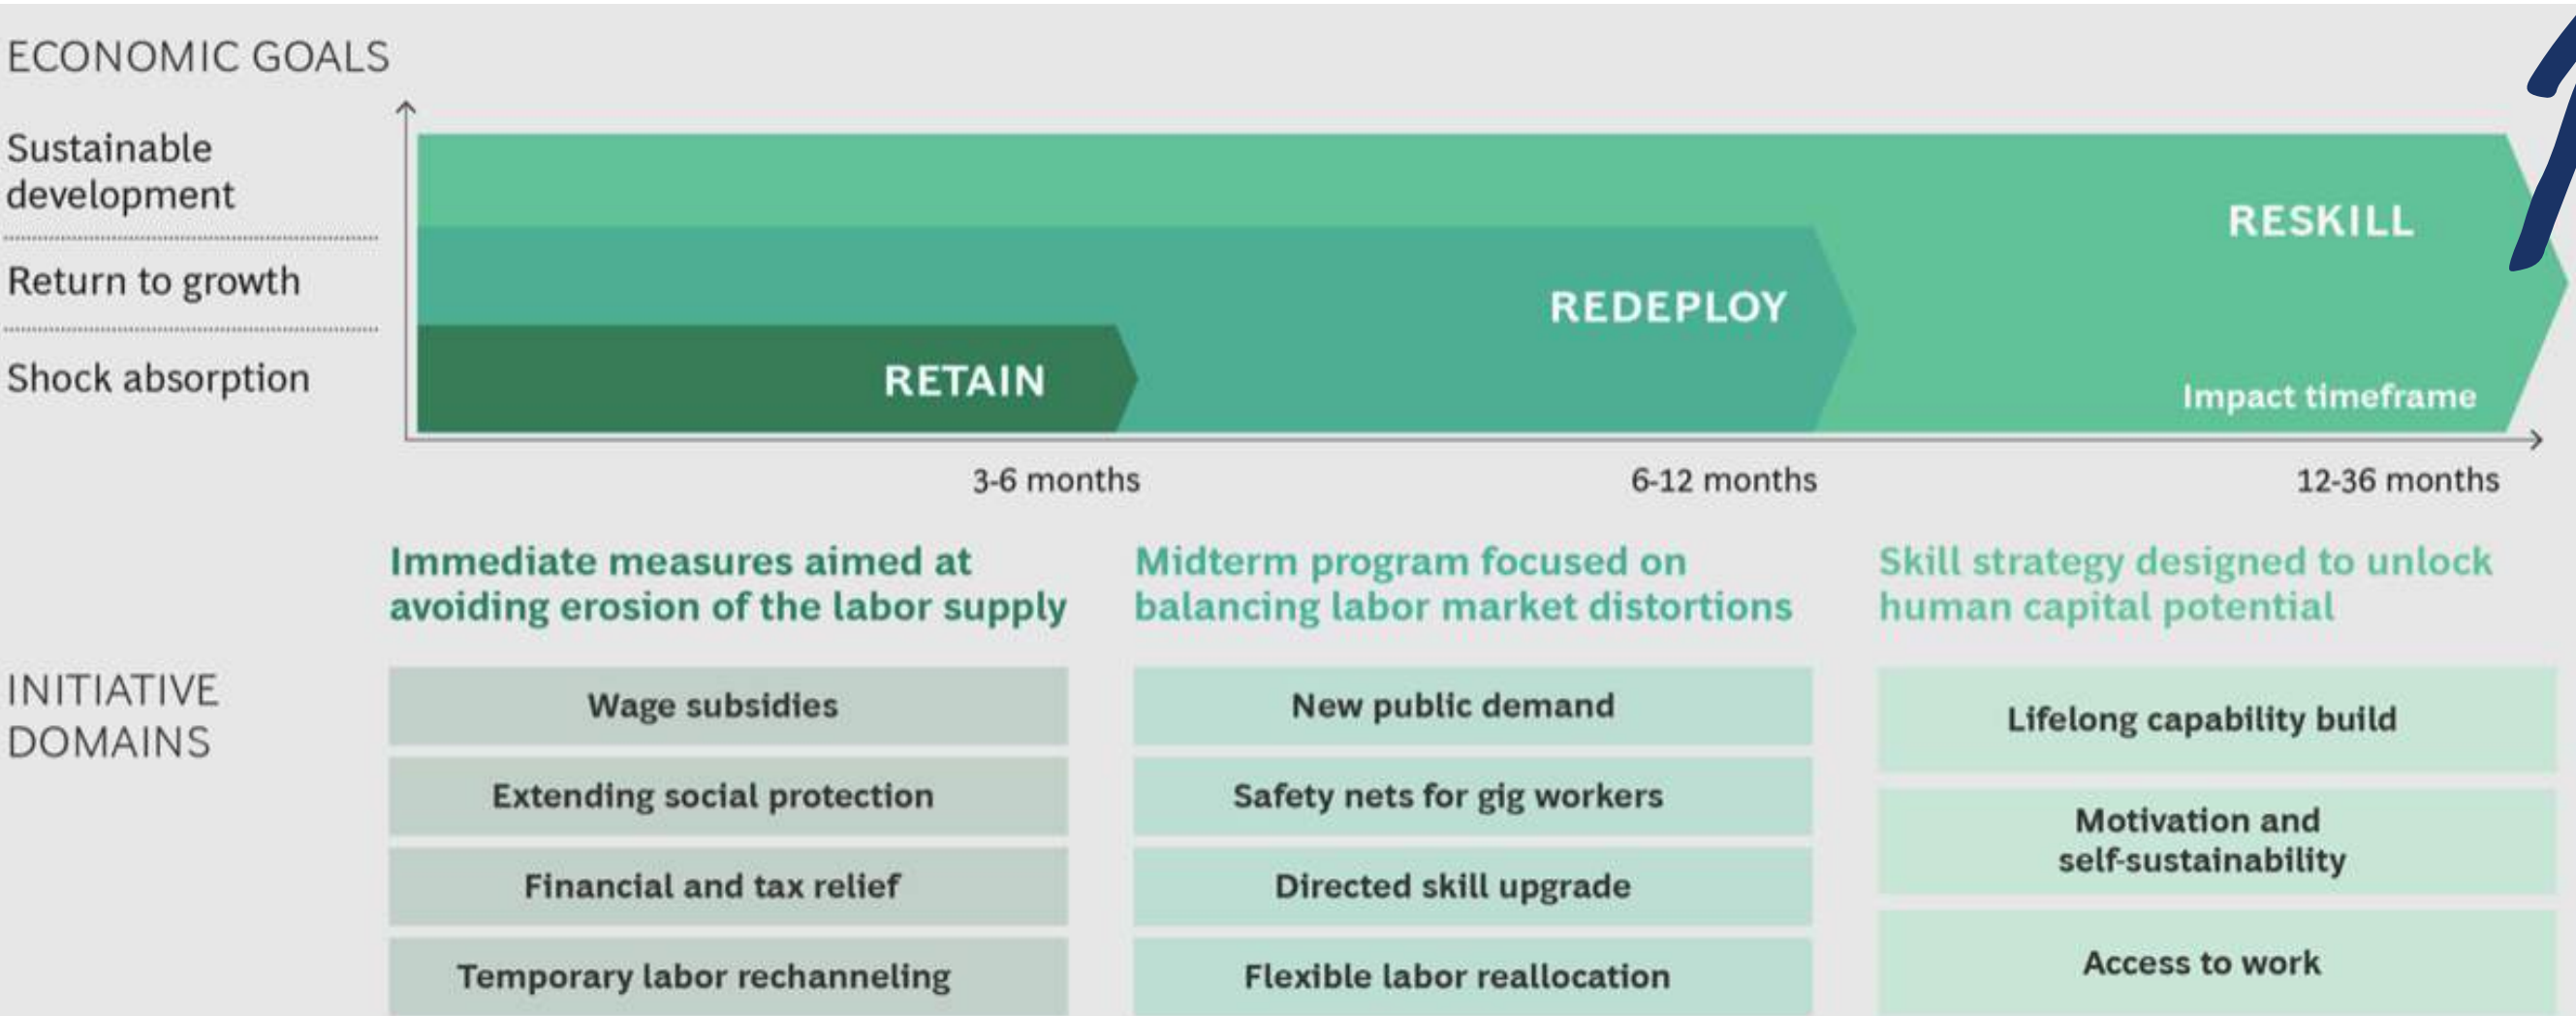 ECONOMIC GOALS
Sustainable
development
Return to growth
Shock absorption
RESKILL
REDEPLOY
RETAIN
Impact timeframe
3-6 months
6-12 months
12-36 months
Immediate measures aimed at
avoiding erosion of the labor supply
Midterm program focused on
balancing labor market distortions
Skill strategy designed to unlock
human capital potential
INITIATIVE
DOMAINS
Wage subsidies
Extending social protection
Financial and tax relief
Temporary labor rechanneling
New public demand
Safety nets for gig workers
Directed skill upgrade
Flexible labor reallocation
Lifelong capability build
Motivation and
self-sustainability
Access to work